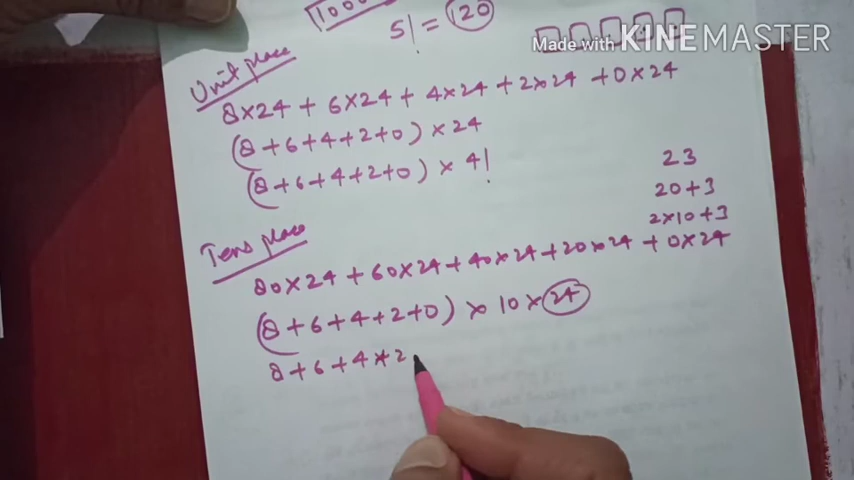 1000
5! = 120
Made with KINEMASTER
Unit place
8×24 + 6×24 + 4×24 + 2×24 + 0×24
(8+6+4+2+0) × 24
(8+6+4+2+0) × 4!
23
20+3
2×10+3
Tens place
80×24 + 60×24 + 40×24 + 20×24 + 0×24
(8+6+4+2+0) × 10 × 24
8+6+4+2